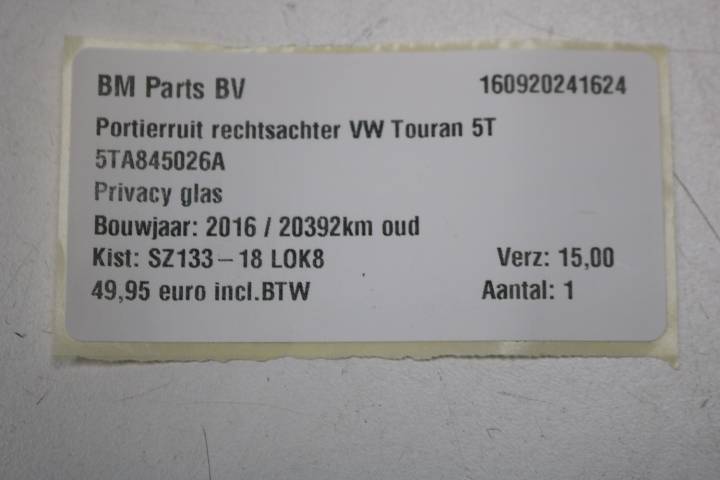 BM Parts BV 160920241624
Portierruit rechtsachter VW Touran 5T
5TA845026A
Privacy glas
Bouwjaar: 2016 / 20392km oud
Kist: SZ133-18 LOK8 Verz: 15,00
49,95 euro incl.BTW Aantal: 1